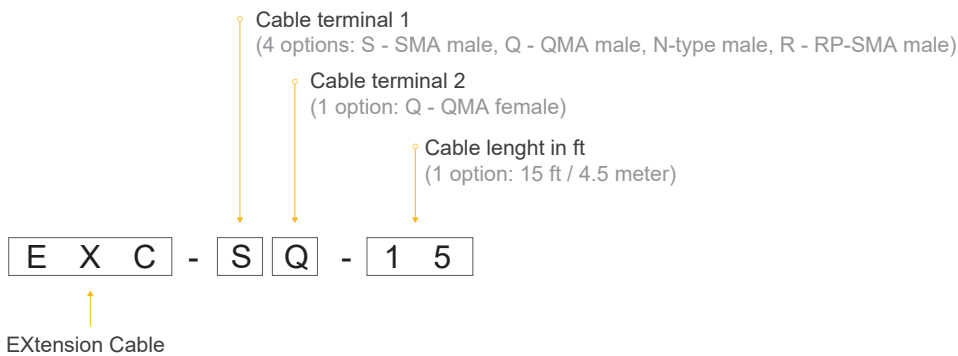 Cable terminal 1
(4 options: S - SMA male, Q - QMA male, N-type male, R - RP-SMA male)
Cable terminal 2
(1 option: Q - QMA female)
Cable lenght in ft
(1 option: 15 ft / 4.5 meter)
E X C - S Q - 1 5
EXtension Cable